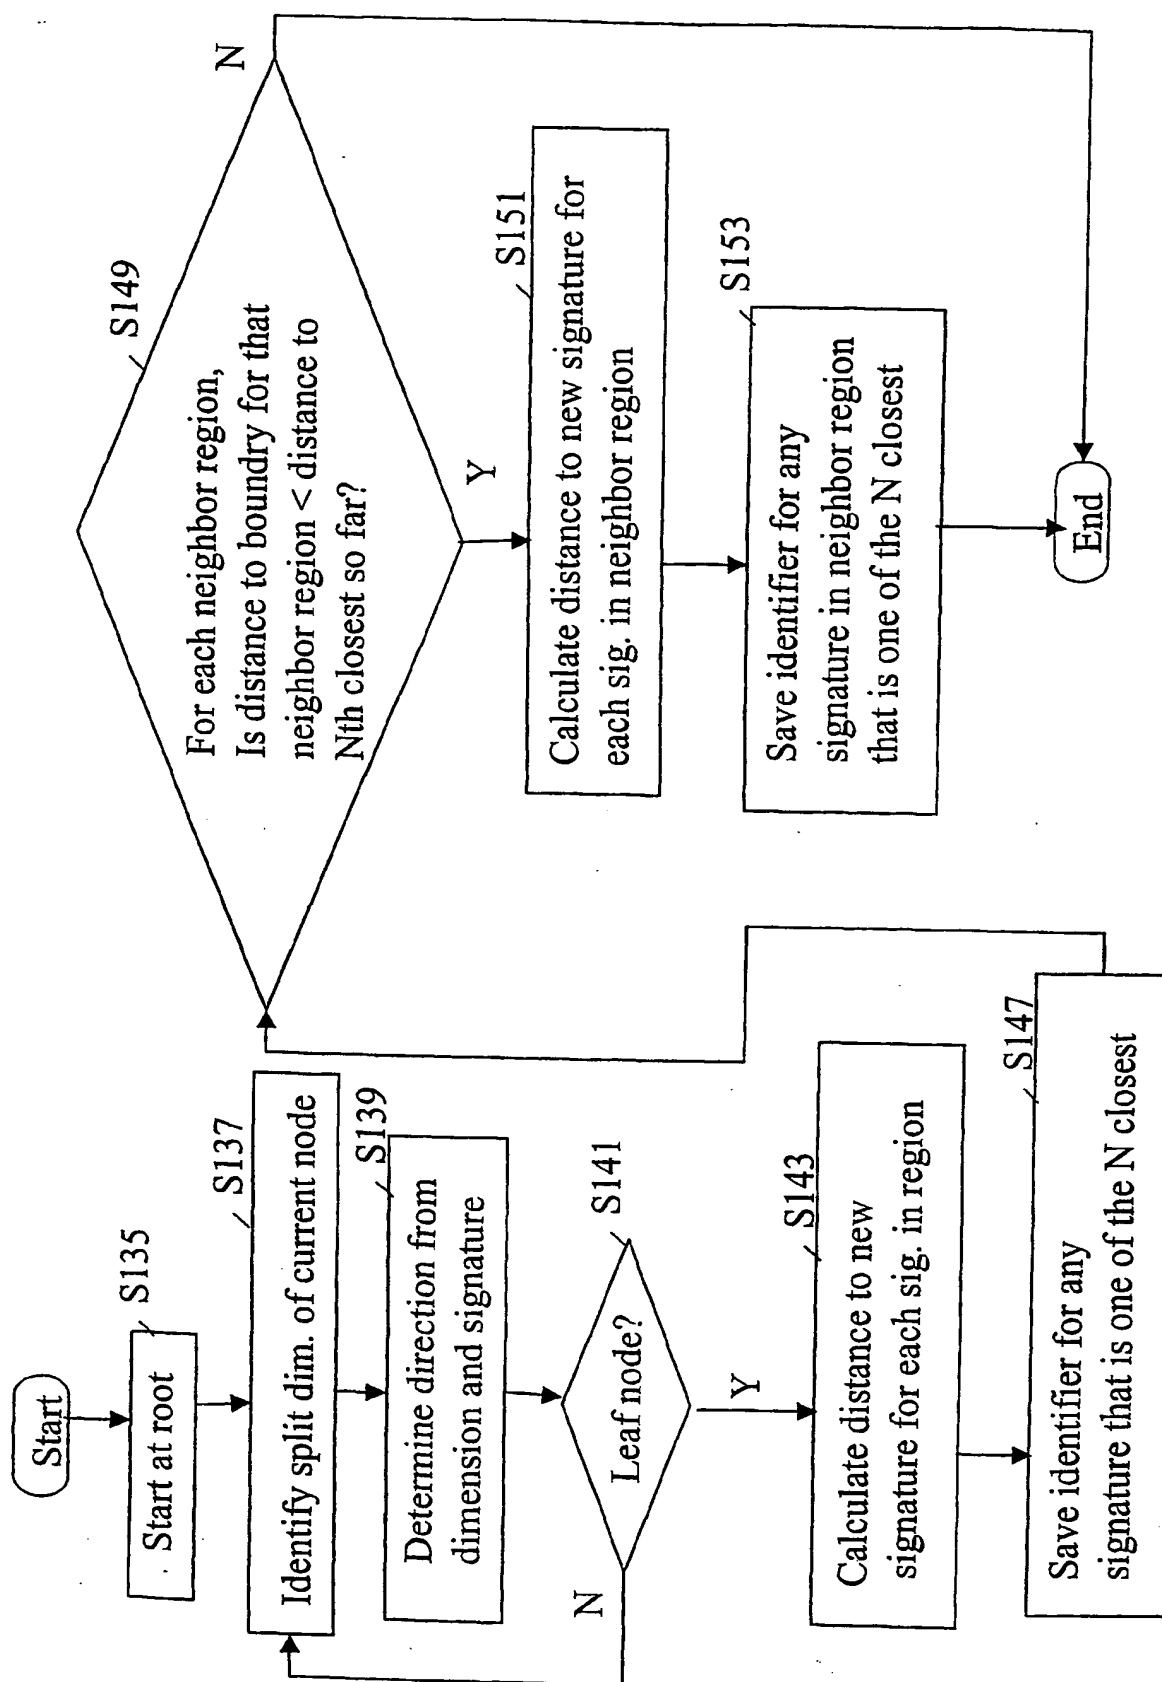 Start
Start at root
S135
Identify split dim. of current node
S137
Determine direction from
dimension and signature
S139
Leaf node?
S141
N
Y
Calculate distance to new
signature for each sig. in region
S143
Save identifier for any
signature that is one of the N closest
S147
For each neighbor region,
Is distance to boundry for that
neighbor region < distance to
Nth closest so far?
S149
N
Y
Calculate distance to new signature for
each sig. in neighbor region
S151
Save identifier for any
signature in neighbor region
that is one of the N closest
S153
End